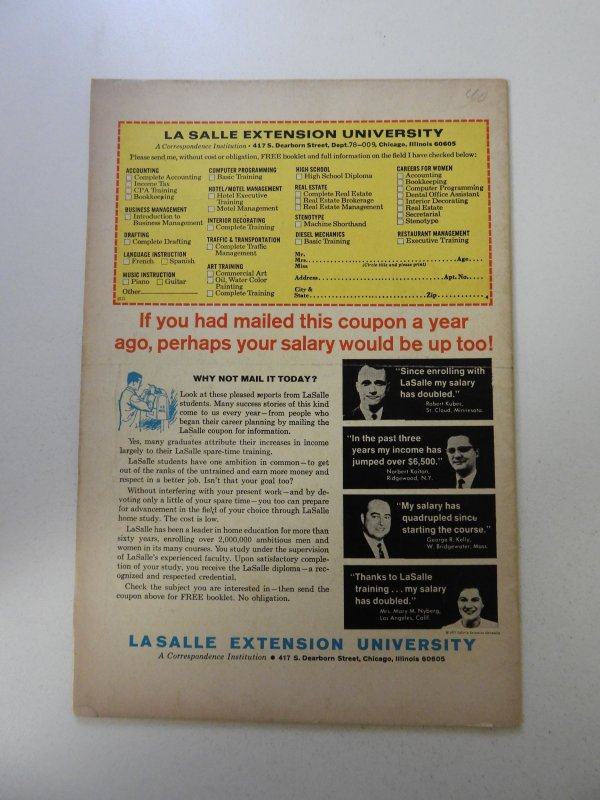 40
LA SALLE EXTENSION UNIVERSITY
A Correspondence Institution • 417 S. Dearborn Street, Dept. 78-009, Chicago, Illinois 60605
Please send me, without cost or obligation, FREE booklet and full information on the field I have checked below:
ACCOUNTING
Complete Accounting
Income Tax
CPA Training
Bookkeeping
BUSINESS MANAGEMENT
Introduction to
Business Management
DRAFTING
Complete Drafting
LANGUAGE INSTRUCTION
French Spanish
MUSIC INSTRUCTION
Piano Guitar
Other
COMPUTER PROGRAMMING
Basic Training
HOTEL/MOTEL MANAGEMENT
Hotel Executive
Training
Motel Management
INTERIOR DECORATING
Complete Training
TRAFFIC & TRANSPORTATION
Complete Traffic
Management
ART TRAINING
Commercial Art
Oil, Water Color
Painting
Complete Training
HIGH SCHOOL
High School Diploma
REAL ESTATE
Complete Real Estate
Real Estate Brokerage
Real Estate Management
STENOTYPE
Machine Shorthand
DIESEL MECHANICS
Basic Training
CAREERS FOR WOMEN
Accounting
Bookkeeping
Computer Programming
Dental Office Assistant
Interior Decorating
Real Estate
Secretarial
Stenotype
RESTAURANT MANAGEMENT
Executive Training
Mr.
Mrs. Age
Miss (Circle title and please print)
Address Apt. No.
City &
State Zip
If you had mailed this coupon a year
ago, perhaps your salary would be up too!
WHY NOT MAIL IT TODAY?
Look at these pleased reports from LaSalle
students. Many success stories of this kind
come to us every year—from people who
began their career planning by mailing the
LaSalle coupon for information.
Yes, many graduates attribute their increases in income
largely to their LaSalle spare-time training.
LaSalle students have one ambition in common—to get
out of the ranks of the untrained and earn more money and
respect in a better job. Isn't that your goal too?
Without interfering with your present work—and by de-
voting only a little of your spare time—you too can prepare
for advancement in the field of your choice through LaSalle
home study. The cost is low.
LaSalle has been a leader in home education for more than
sixty years, enrolling over 2,000,000 ambitious men and
women in its many courses. You study under the supervision
of LaSalle's experienced faculty. Upon satisfactory comple-
tion of your study, you receive the LaSalle diploma—a rec-
ognized and respected credential.
Check the subject you are interested in—then send the
coupon above for FREE booklet. No obligation.
"Since enrolling with
LaSalle my salary
has doubled."
Robert Kubec,
St. Cloud, Minnesota.
"In the past three
years my income has
jumped over $6,500."
Norbert Kaitan,
Ridgewood, N.Y.
"My salary has
quadrupled since
starting the course."
George R. Kelly,
W. Bridgewater, Mass.
"Thanks to LaSalle
training...my salary
has doubled."
Mrs. Mary M. Nyberg,
Los Angeles, Calif.
LASALLE EXTENSION UNIVERSITY
A Correspondence Institution • 417 S. Dearborn Street, Chicago, Illinois 60605